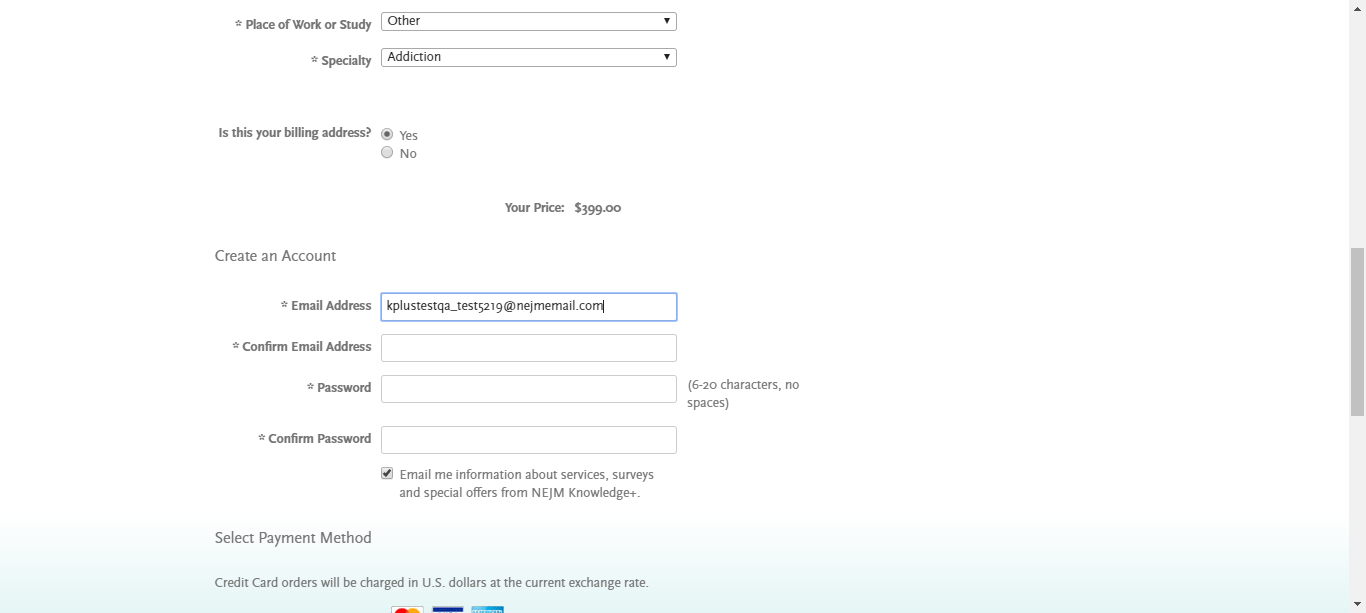 * Place of Work or Study Other
* Specialty Addiction
Is this your billing address? Yes
No
Your Price: $399.00
Create an Account
* Email Address kplustestqa_test5219@nejmemail.com
* Confirm Email Address
* Password (6-20 characters, no
spaces)
* Confirm Password
Email me information about services, surveys
and special offers from NEJM Knowledge+.
Select Payment Method
Credit Card orders will be charged in U.S. dollars at the current exchange rate.